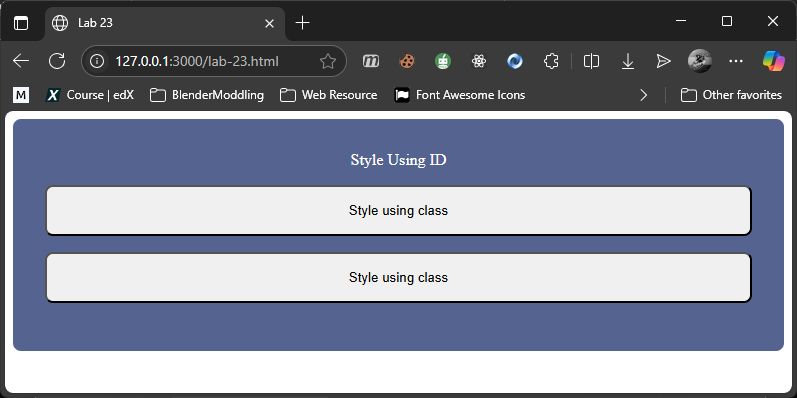 Lab 23
127.0.0.1:3000/lab-23.html
M
X Course | edX
BlenderModdling
Web Resource
Font Awesome Icons
Other favorites
Style Using ID
Style using class
Style using class